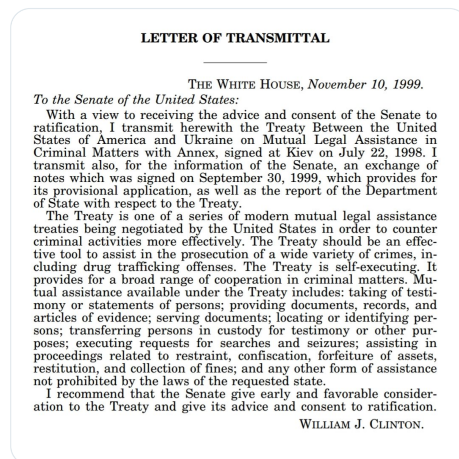 LETTER OF TRANSMITTAL
THE WHITE HOUSE, November 10, 1999.
To the Senate of the United States:
With a view to receiving the advice and consent of the Senate to
ratification, I transmit herewith the Treaty Between the United
States of America and Ukraine on Mutual Legal Assistance in
Criminal Matters with Annex, signed at Kiev on July 22, 1998. I
transmit also, for the information of the Senate, an exchange of
notes which was signed on September 30, 1999, which provides for
its provisional application, as well as the report of the Department
of State with respect to the Treaty.
The Treaty is one of a series of modern mutual legal assistance
treaties being negotiated by the United States in order to counter
criminal activities more effectively. The Treaty should be an effec-
tive tool to assist in the prosecution of a wide variety of crimes, in-
cluding drug trafficking offenses. The Treaty is self-executing. It
provides for a broad range of cooperation in criminal matters. Mu-
tual assistance available under the Treaty includes: taking of testi-
mony or statements of persons; providing documents, records, and
articles of evidence; serving documents; locating or identifying per-
sons; transferring persons in custody for testimony or other pur-
poses; executing requests for searches and seizures; assisting in
proceedings related to restraint, confiscation, forfeiture of assets,
restitution, and collection of fines; and any other form of assistance
not prohibited by the laws of the requested state.
I recommend that the Senate give early and favorable consider-
ation to the Treaty and give its advice and consent to ratification.
WILLIAM J. CLINTON.